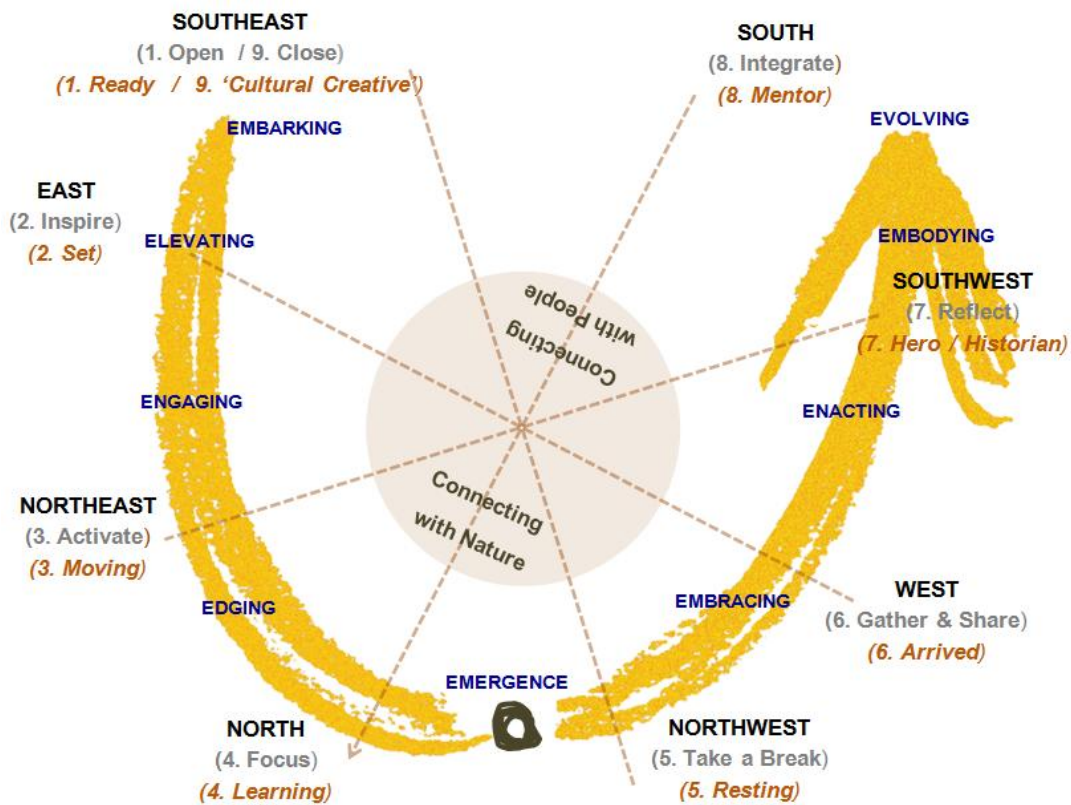 SOUTHEAST
(1. Open / 9. Close)
(1. Ready / 9. 'Cultural Creative')
SOUTH
(8. Integrate)
(8. Mentor)
EMBARKING
EVOLVING
EAST
(2. Inspire)
(2. Set)
ELEVATING
EMBODYING
SOUTHWEST
(7. Reflect)
(7. Hero / Historian)
Connecting
with People
ENGAGING
ENACTING
Connecting
with Nature
NORTHEAST
(3. Activate)
(3. Moving)
EDGING
EMBRACING
WEST
(6. Gather & Share)
(6. Arrived)
EMERGENCE
NORTH
(4. Focus)
(4. Learning)
NORTHWEST
(5. Take a Break)
(5. Resting)